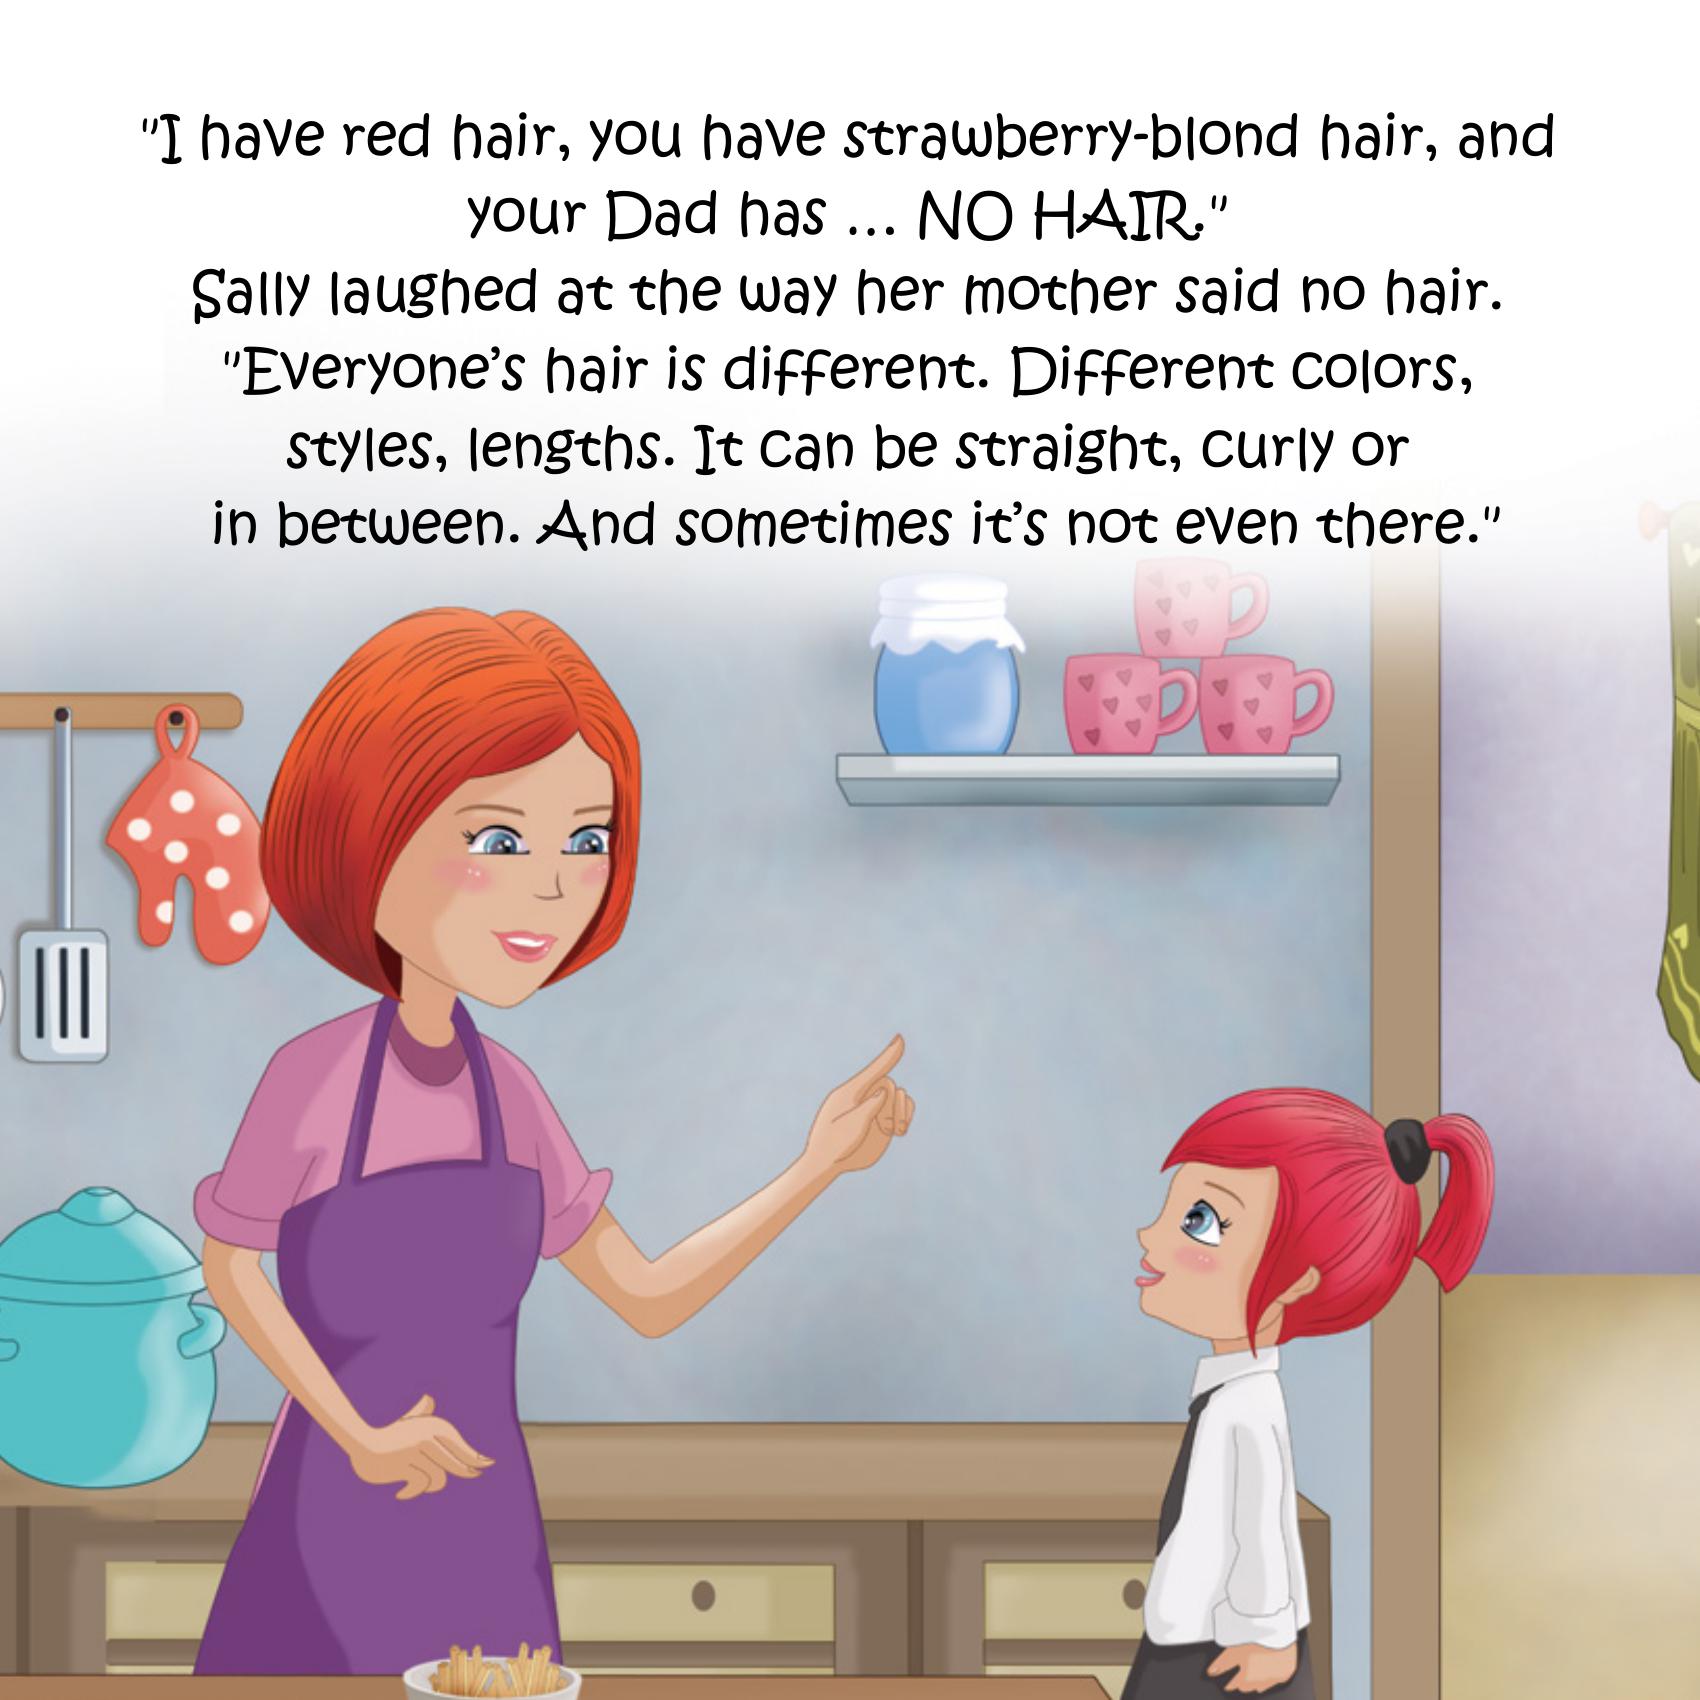 "I have red hair, you have strawberry-blond hair, and
your Dad has ... NO HAIR."
Sally laughed at the way her mother said no hair.
"Everyone’s hair is different. Different colors,
styles, lengths. It can be straight, curly or
in between. And sometimes it’s not even there."